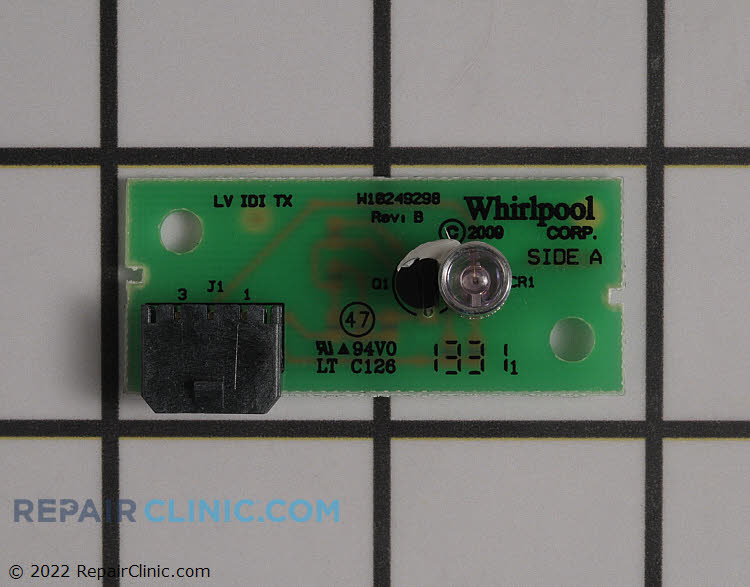 LV IDI TX
W10249298
Rev: B
Whirlpool
© 2009 CORP.
SIDE A
J1
3 1
Q1
CR1
47
94V0
LT C126
1331
1
REPAIR CLINIC.COM
© 2022 RepairClinic.com